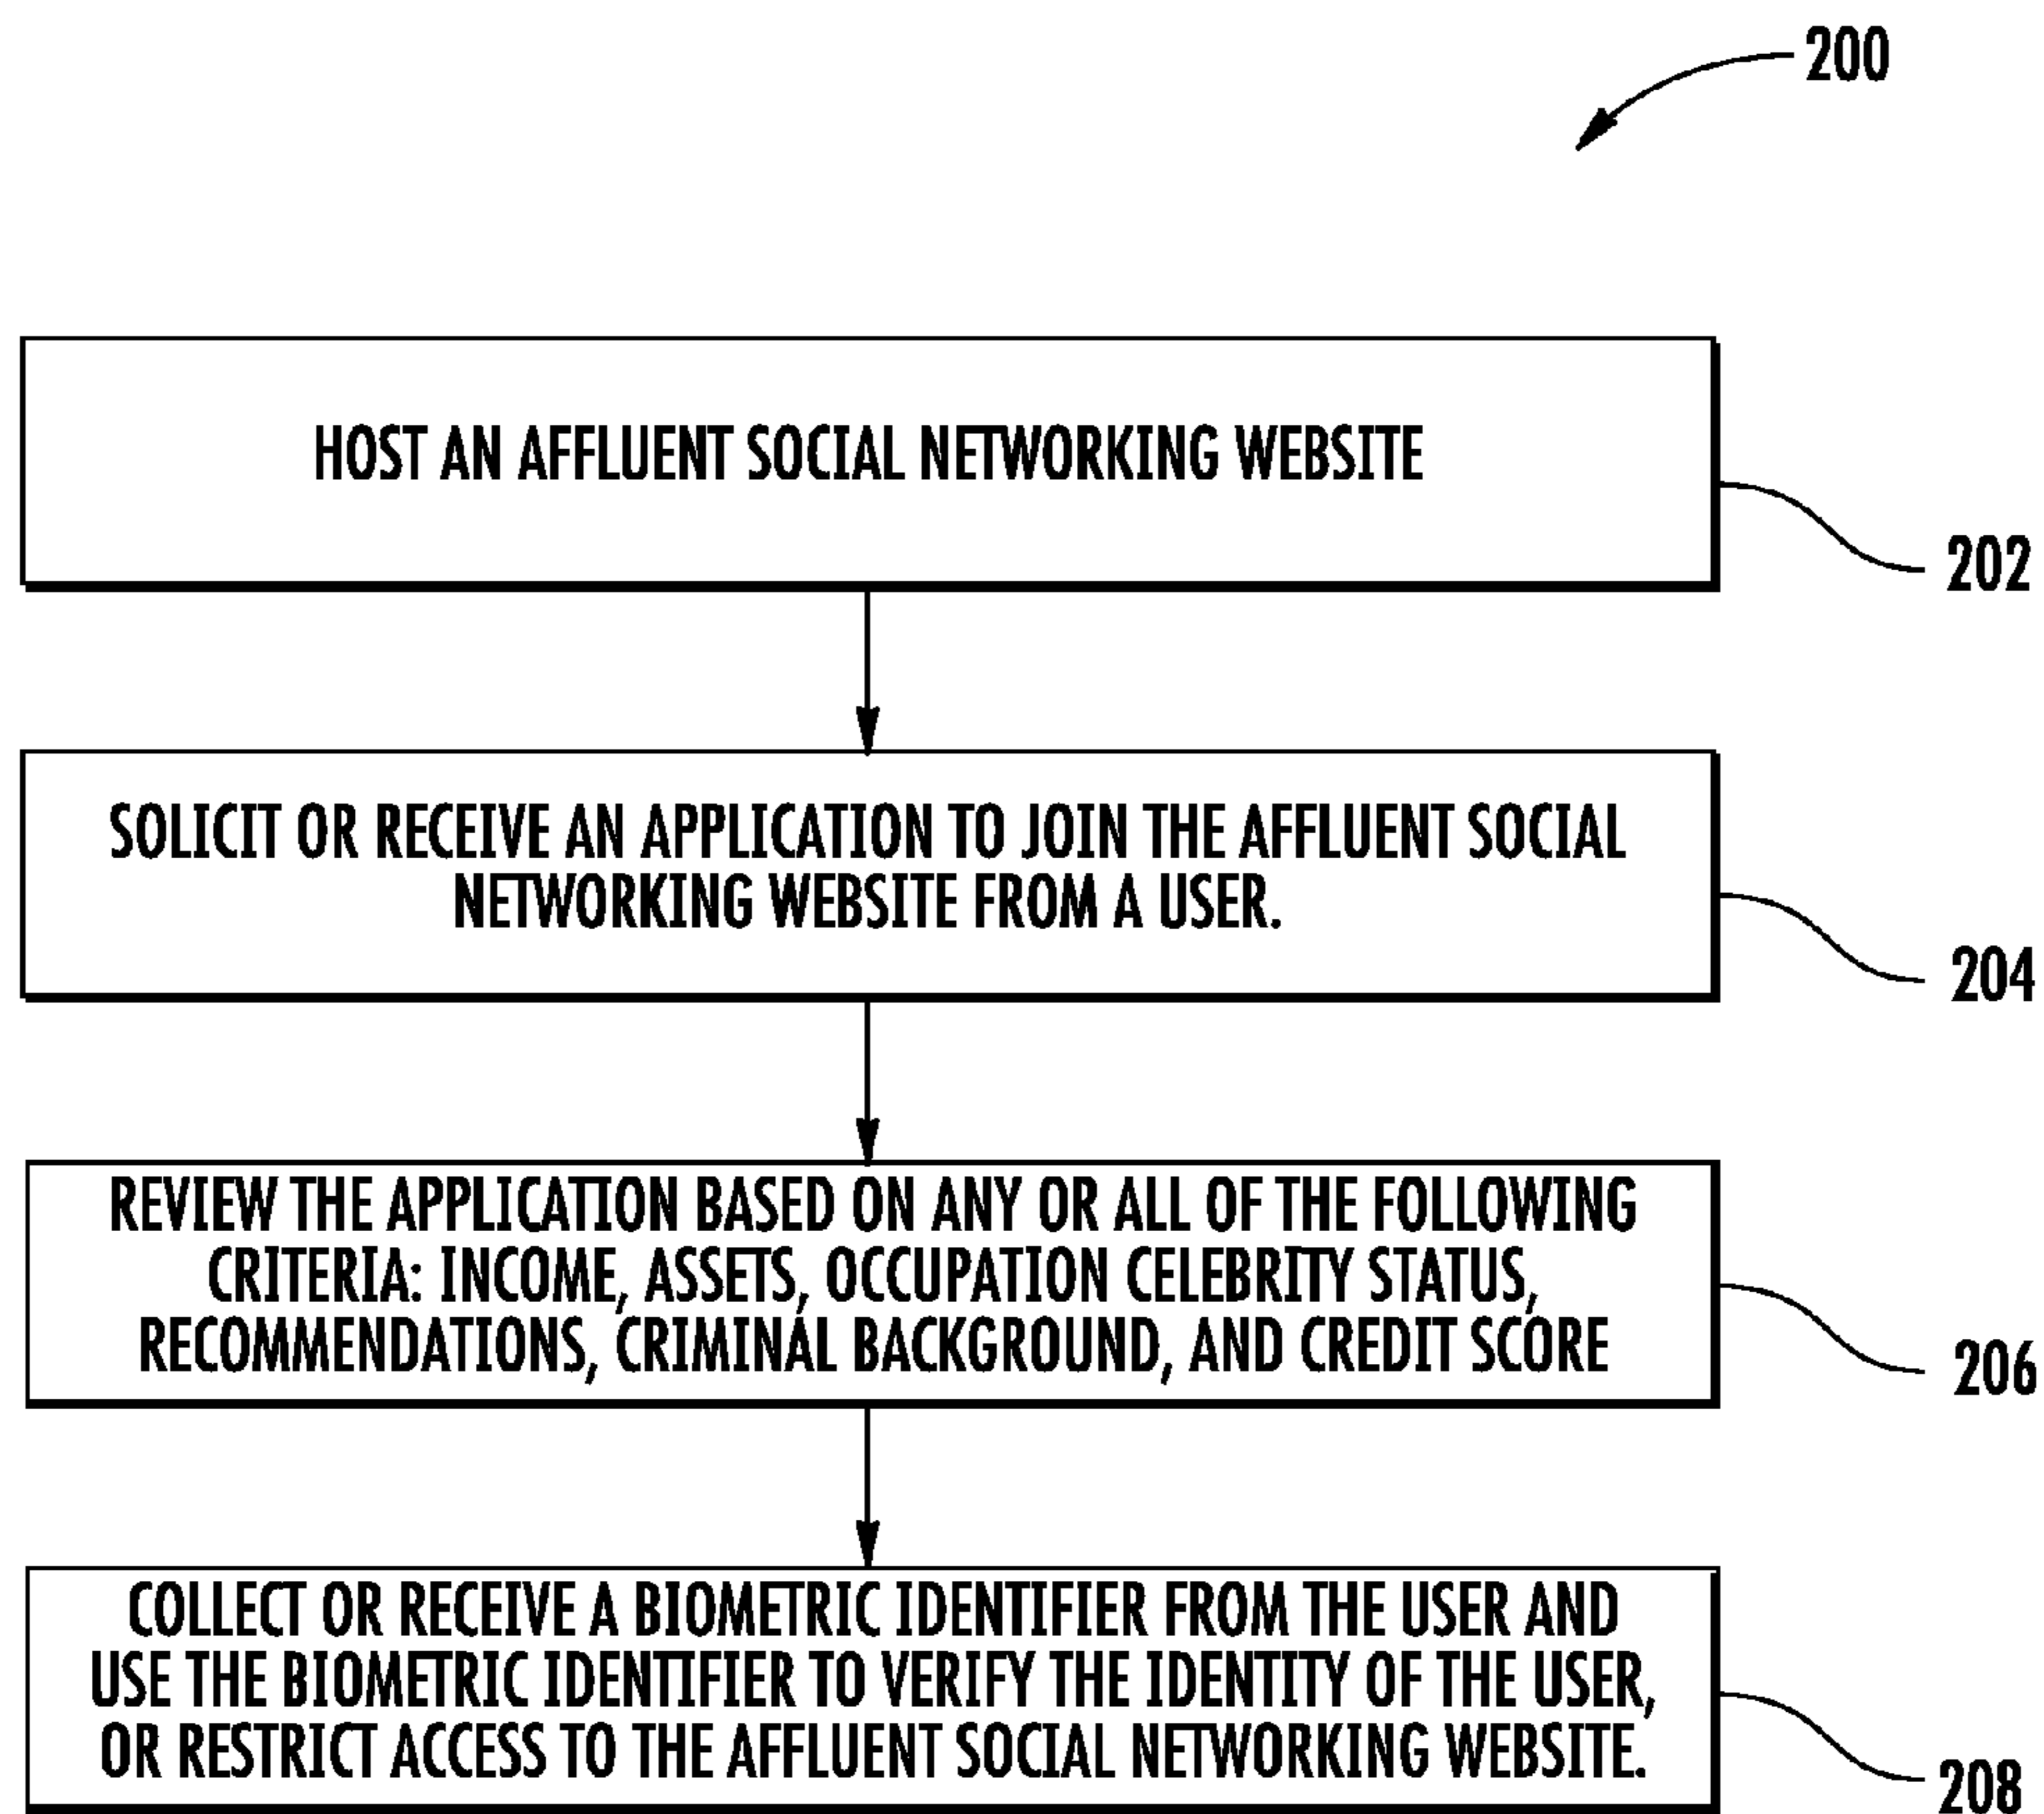 200
HOST AN AFFLUENT SOCIAL NETWORKING WEBSITE
202
SOLICIT OR RECEIVE AN APPLICATION TO JOIN THE AFFLUENT SOCIAL
NETWORKING WEBSITE FROM A USER.
204
REVIEW THE APPLICATION BASED ON ANY OR ALL OF THE FOLLOWING
CRITERIA: INCOME, ASSETS, OCCUPATION CELEBRITY STATUS,
RECOMMENDATIONS, CRIMINAL BACKGROUND, AND CREDIT SCORE
206
COLLECT OR RECEIVE A BIOMETRIC IDENTIFIER FROM THE USER AND
USE THE BIOMETRIC IDENTIFIER TO VERIFY THE IDENTITY OF THE USER,
OR RESTRICT ACCESS TO THE AFFLUENT SOCIAL NETWORKING WEBSITE.
208